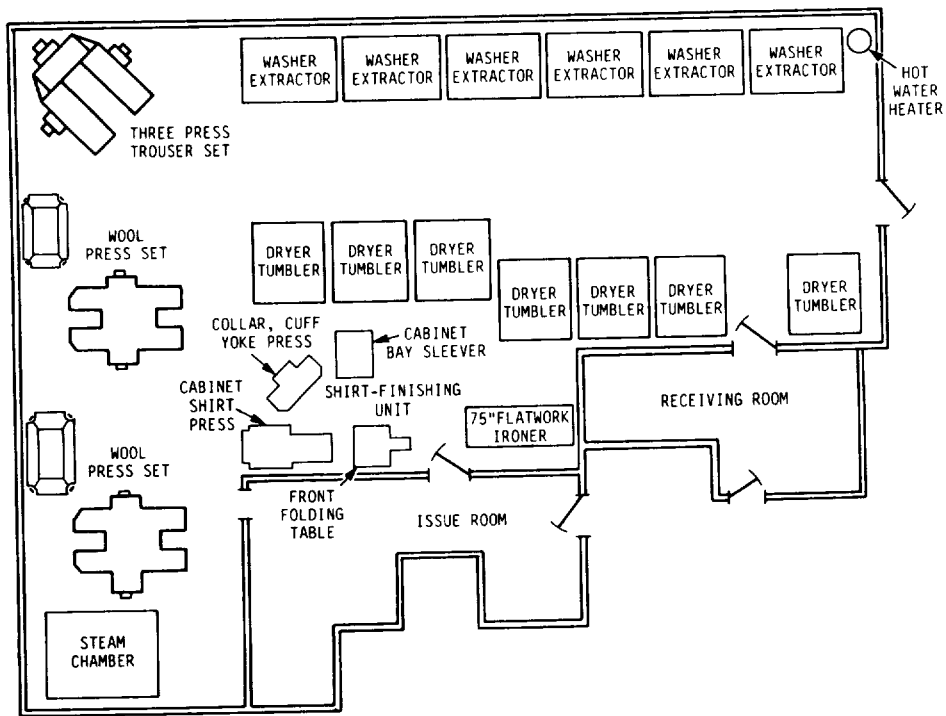 WASHER
EXTRACTOR
WASHER
EXTRACTOR
WASHER
EXTRACTOR
WASHER
EXTRACTOR
WASHER
EXTRACTOR
WASHER
EXTRACTOR
HOT
WATER
HEATER
THREE PRESS
TROUSER SET
WOOL
PRESS SET
DRYER
TUMBLER
DRYER
TUMBLER
DRYER
TUMBLER
DRYER
TUMBLER
DRYER
TUMBLER
DRYER
TUMBLER
DRYER
TUMBLER
COLLAR, CUFF
YOKE PRESS
CABINET
BAY SLEEVER
CABINET
SHIRT
PRESS
SHIRT-FINISHING
UNIT
75"FLATWORK
IRONER
RECEIVING ROOM
WOOL
PRESS SET
FRONT
FOLDING
TABLE
ISSUE ROOM
STEAM
CHAMBER